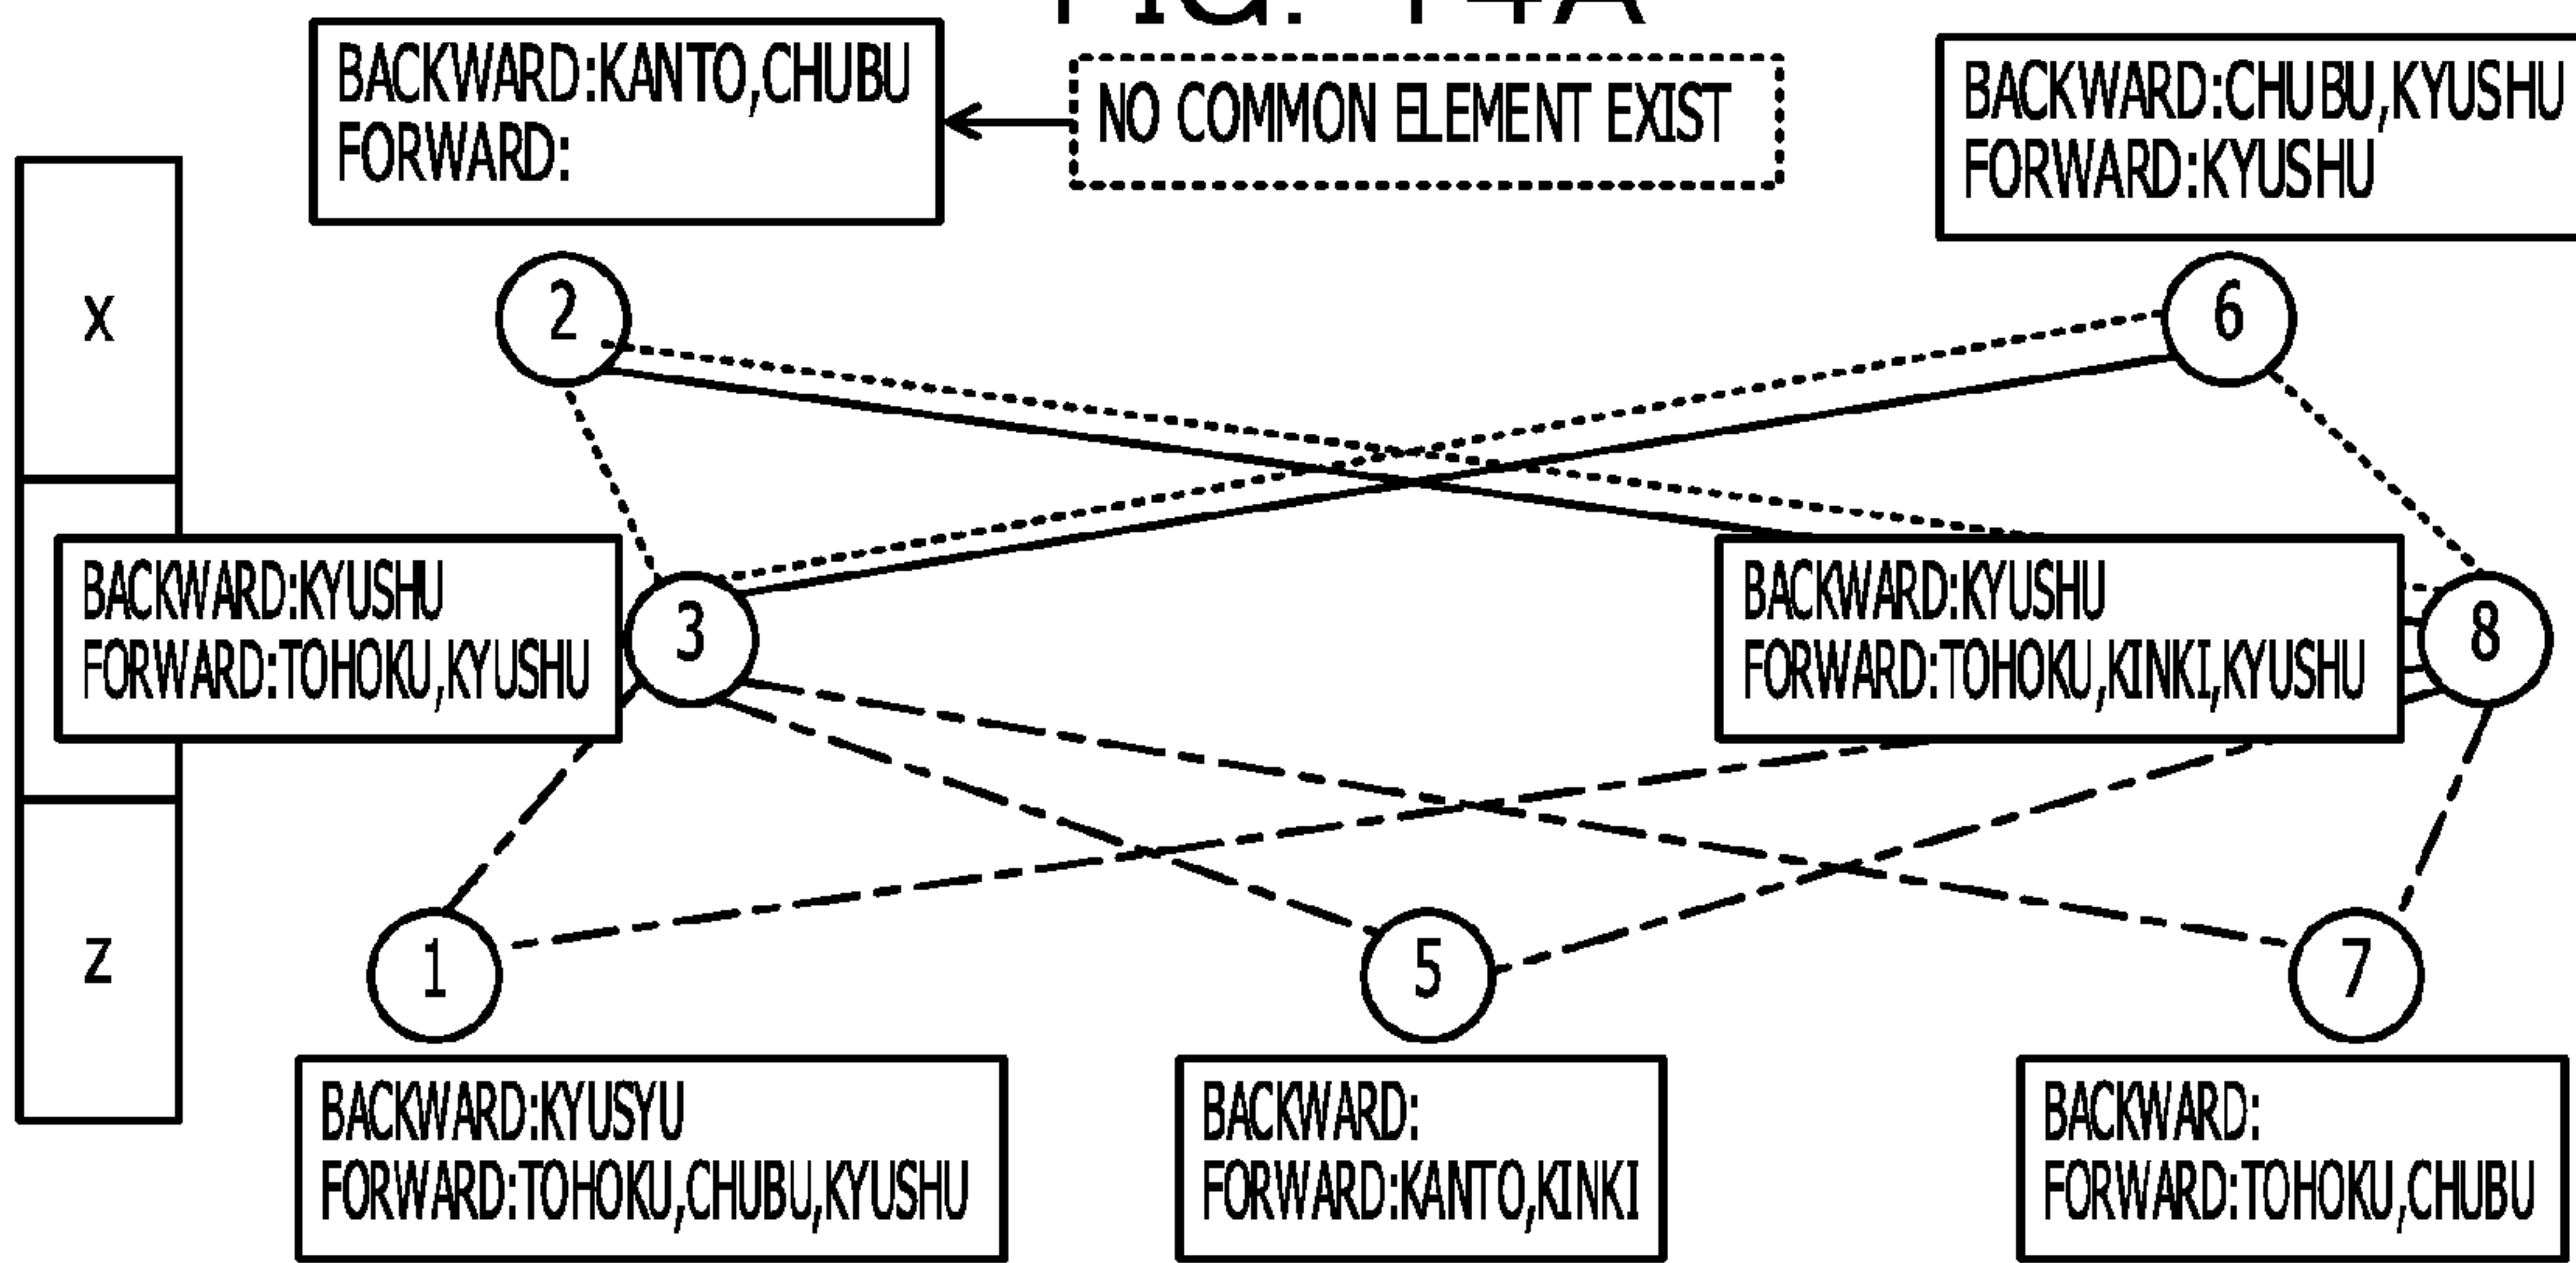 FIG. 14A
BACKWARD:KANTO,CHUBU
FORWARD:
NO COMMON ELEMENT EXIST
BACKWARD:CHUBU,KYUSHU
FORWARD:KYUSHU
X
2
6
BACKWARD:KYUSHU
FORWARD:TOHOKU,KYUSHU
3
BACKWARD:KYUSHU
FORWARD:TOHOKU,KINKI,KYUSHU
8
Z
1
5
7
BACKWARD:KYUSYU
FORWARD:TOHOKU,CHUBU,KYUSHU
BACKWARD:
FORWARD:KANTO,KINKI
BACKWARD:
FORWARD:TOHOKU,CHUBU